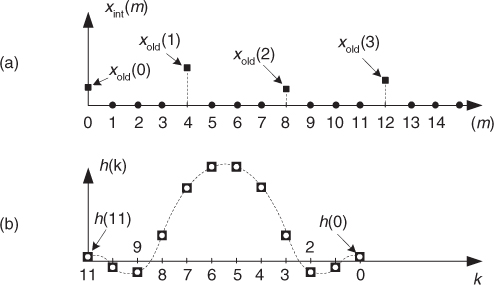 x_int(m)
(a)
x_old(0)
x_old(1)
x_old(2)
x_old(3)
0 1 2 3 4 5 6 7 8 9 10 11 12 13 14 (m)
(b)
h(k)
h(11)
9
2
h(0)
11 8 7 6 5 4 3 0 k